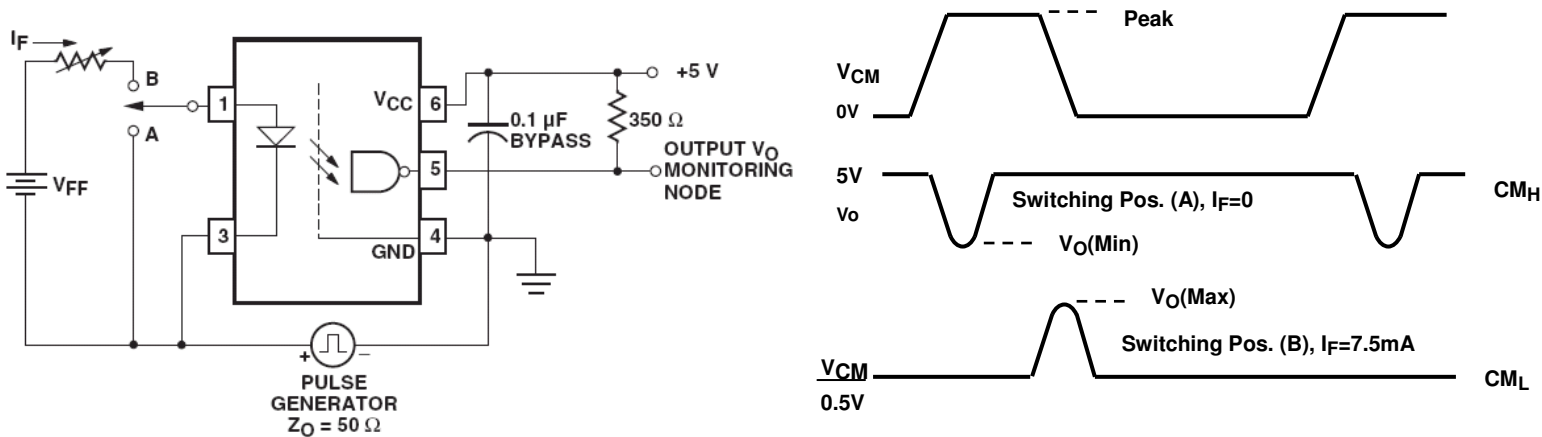 IF
B
A
VFF
1
3
VCC
6
5
GND
4
0.1 µF
BYPASS
+5 V
350 Ω
OUTPUT VO
MONITORING
NODE
+
–
PULSE
GENERATOR
ZO = 50 Ω
Peak
VCM
0V
5V
Vo
Switching Pos. (A), IF=0
CMH
VO(Min)
VO(Max)
Switching Pos. (B), IF=7.5mA
VCM
0.5V
CML